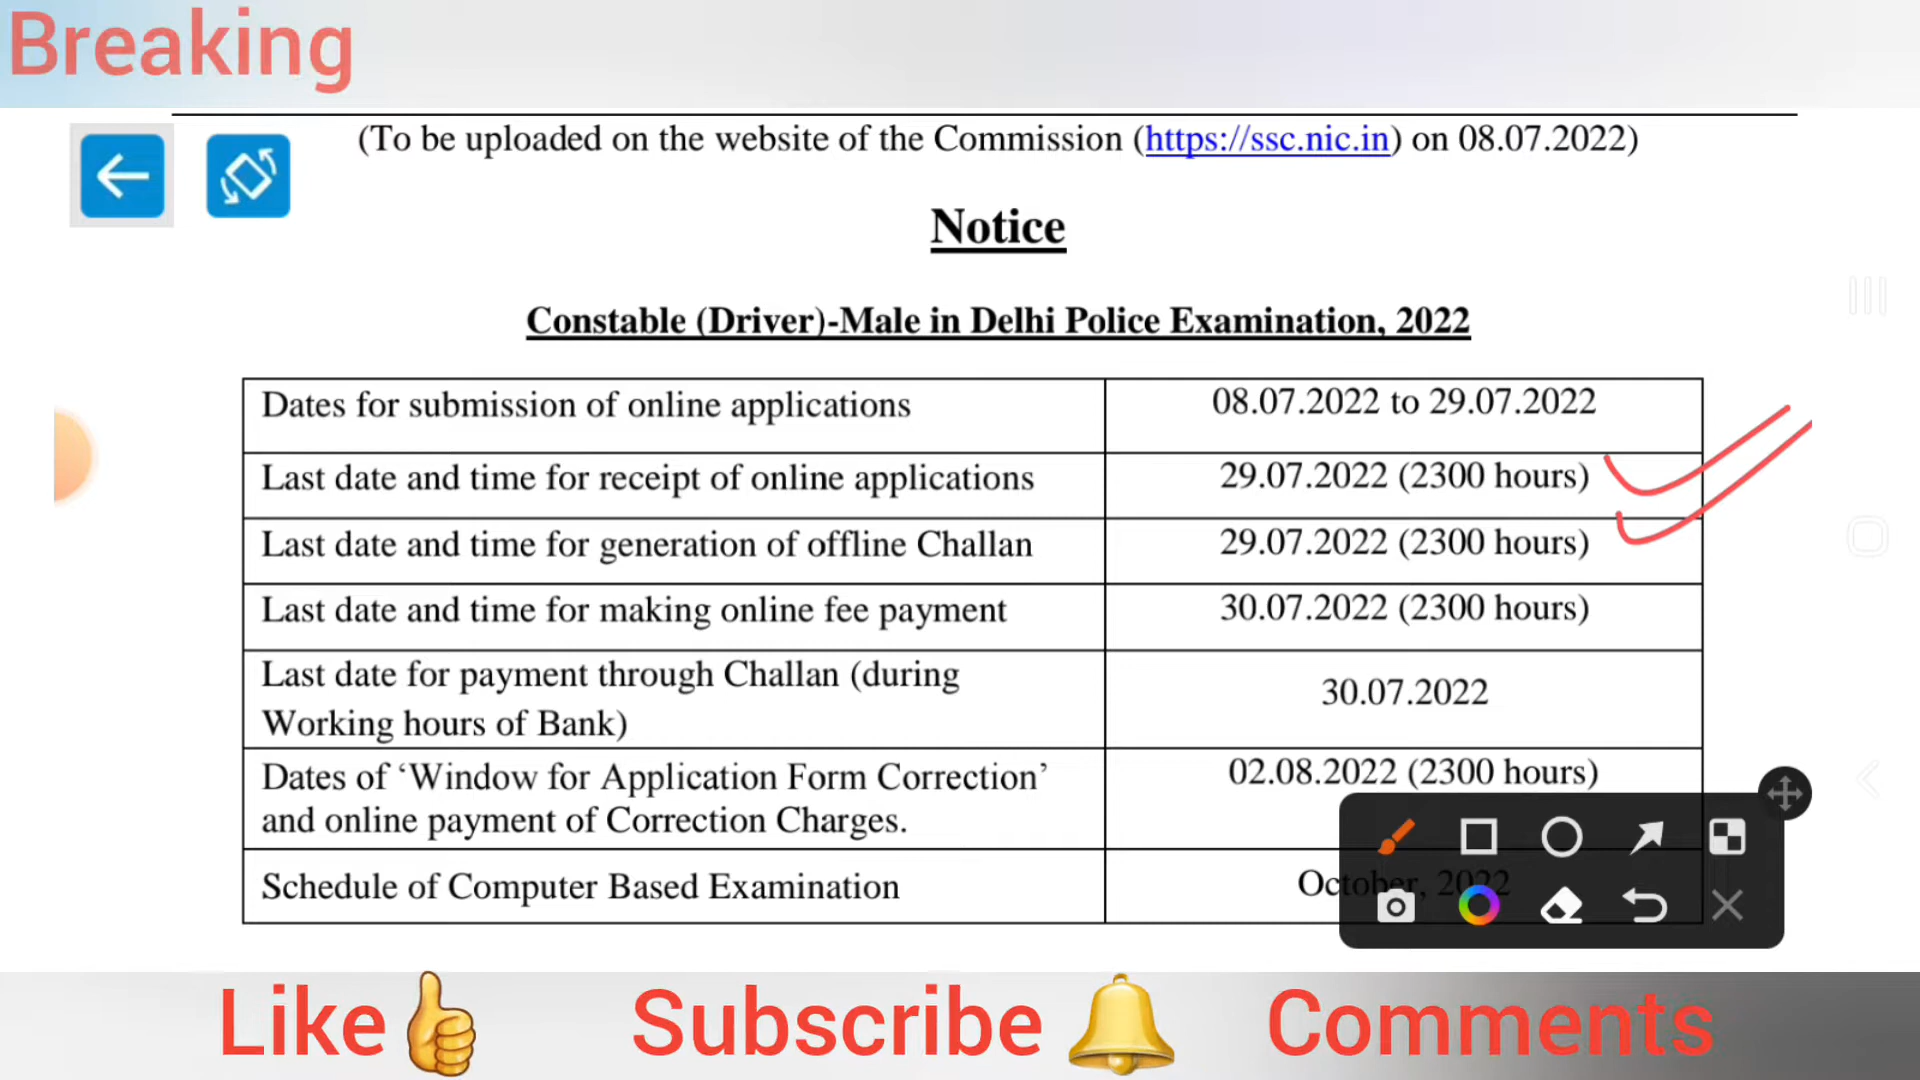 Breaking
(To be uploaded on the website of the Commission (https://ssc.nic.in) on 08.07.2022)
Notice
Constable (Driver)-Male in Delhi Police Examination, 2022
Dates for submission of online applications 08.07.2022 to 29.07.2022
Last date and time for receipt of online applications 29.07.2022 (2300 hours)
Last date and time for generation of offline Challan 29.07.2022 (2300 hours)
Last date and time for making online fee payment 30.07.2022 (2300 hours)
Last date for payment through Challan (during
Working hours of Bank) 30.07.2022
Dates of ‘Window for Application Form Correction’ 02.08.2022 (2300 hours)
and online payment of Correction Charges.
Schedule of Computer Based Examination October, 2022
Like Subscribe Comments